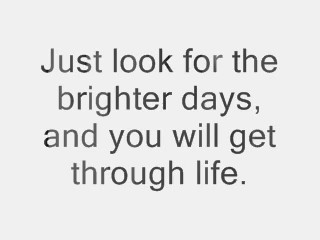 Just look for the
brighter days,
and you will get
through life.